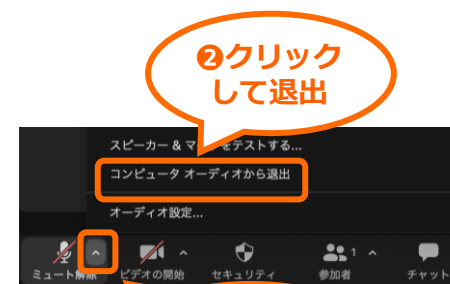 ❷クリック
して退出
スピーカー & マ
をテストする...
コンピュータ オーディオから退出
オーディオ設定...
1
ミュート解除
ビデオの開始
セキュリティ
参加者
チャット